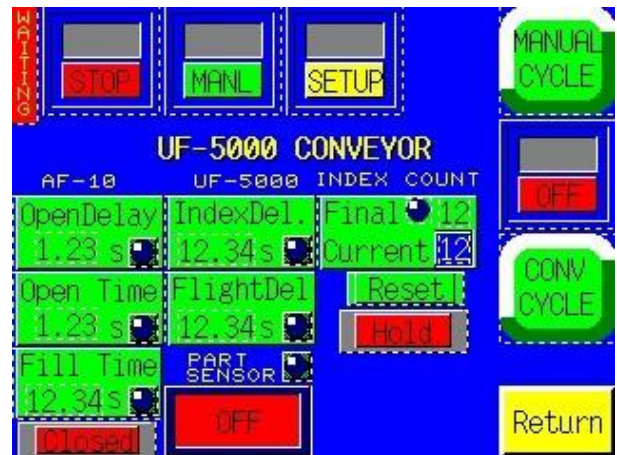 WAITING
STOP
MANL
SETUP
MANUAL
CYCLE
UF-5000 CONVEYOR
AF-10
UF-5000
INDEX COUNT
OFF
OpenDelay
1.23 s
IndexDel.
12.34 s
Final 12
Current 12
Open Time
1.23 s
FlightDel
12.34 s
Reset
Hold
CONV
CYCLE
Fill Time
12.34 s
PART
SENSOR
OFF
Closed
Return